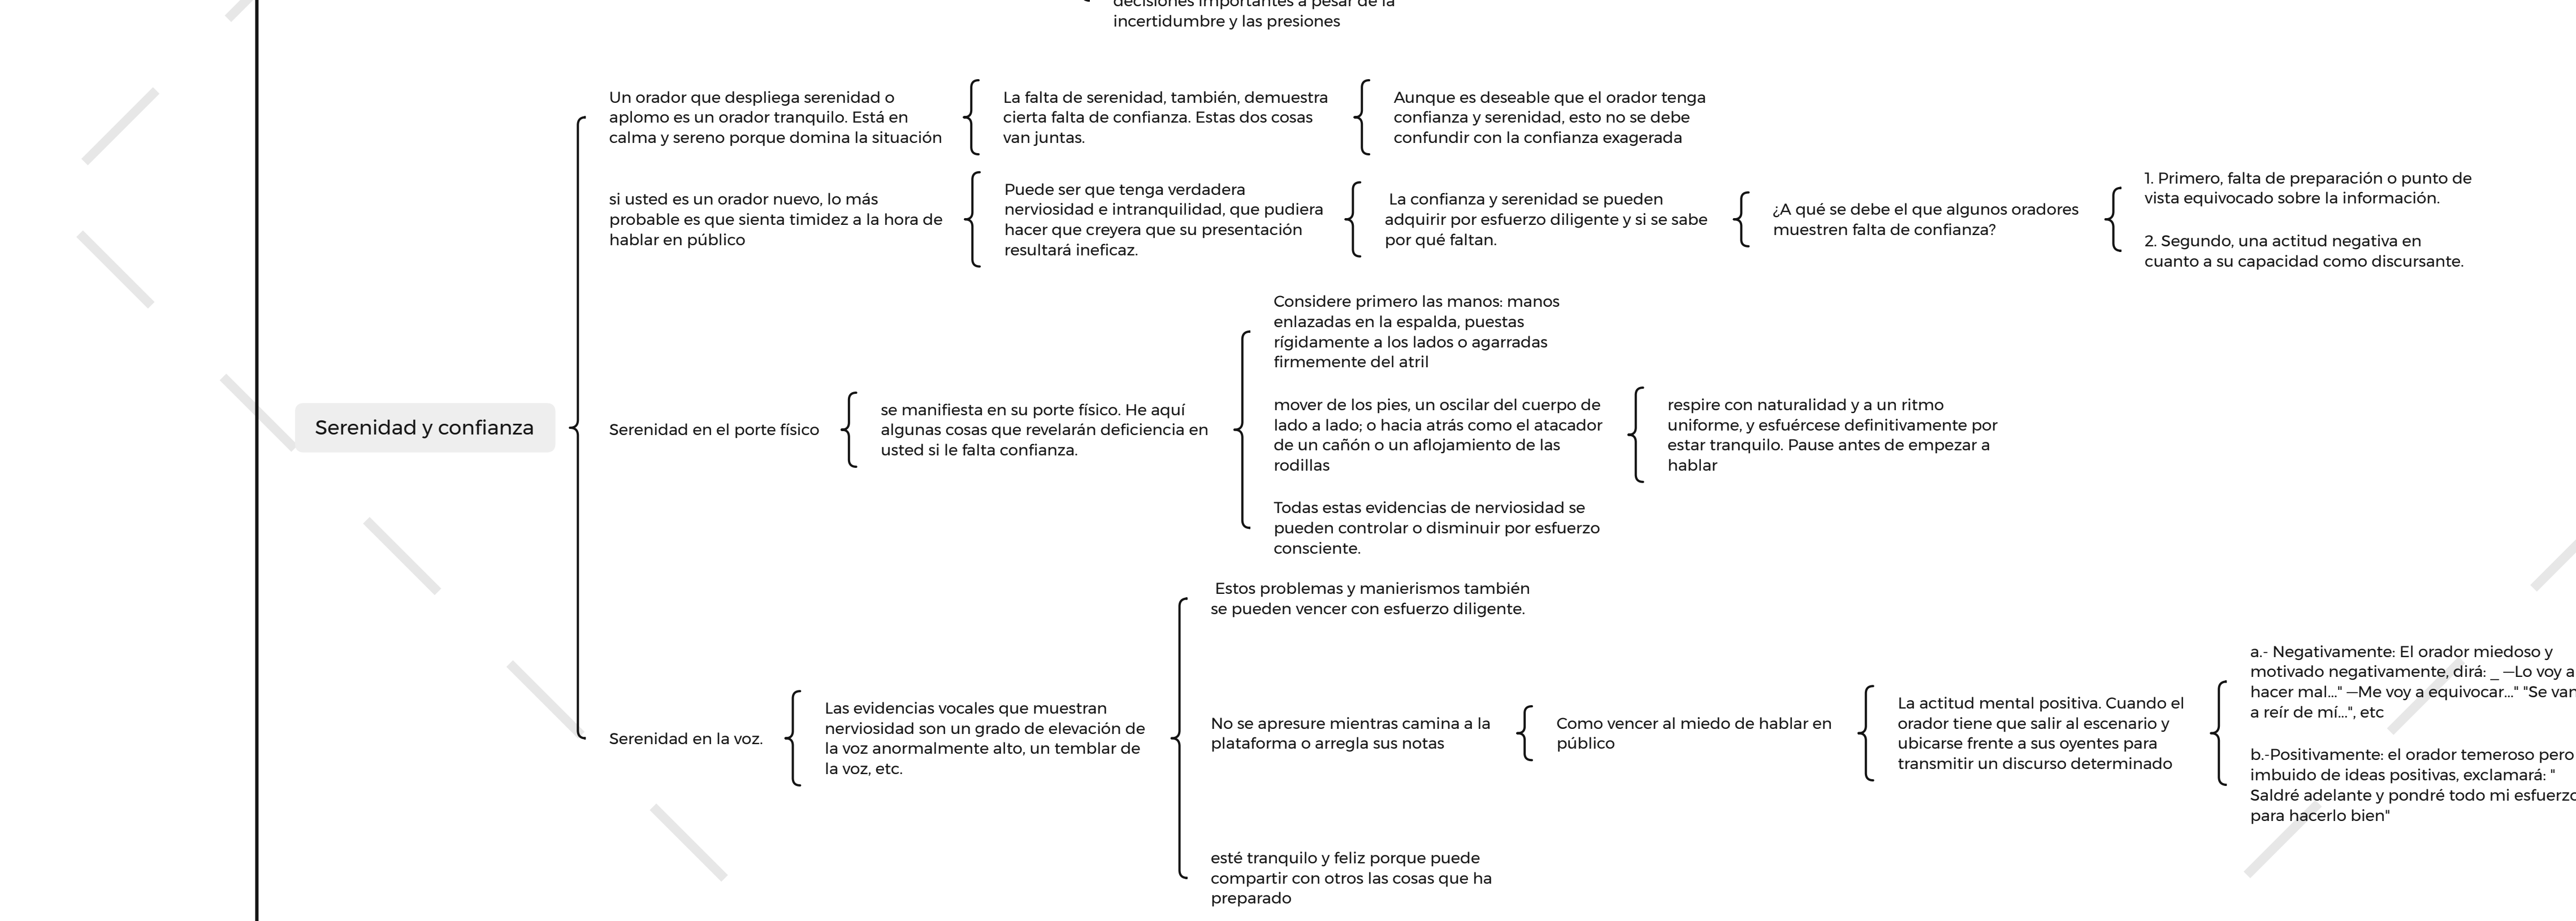 decisiones importantes a pesar de la
incertidumbre y las presiones
Un orador que despliega serenidad o
aplomo es un orador tranquilo. Está en
calma y sereno porque domina la situación
La falta de serenidad, también, demuestra
cierta falta de confianza. Estas dos cosas
van juntas.
Aunque es deseable que el orador tenga
confianza y serenidad, esto no se debe
confundir con la confianza exagerada
si usted es un orador nuevo, lo más
probable es que sienta timidez a la hora de
hablar en público
Puede ser que tenga verdadera
nerviosidad e intranquilidad, que pudiera
hacer que creyera que su presentación
resultará ineficaz.
La confianza y serenidad se pueden
adquirir por esfuerzo diligente y si se sabe
por qué faltan.
¿A qué se debe el que algunos oradores
muestren falta de confianza?
1. Primero, falta de preparación o punto de
vista equivocado sobre la información.
2. Segundo, una actitud negativa en
cuanto a su capacidad como discursante.
Serenidad y confianza
Serenidad en el porte físico
se manifiesta en su porte físico. He aquí
algunas cosas que revelarán deficiencia en
usted si le falta confianza.
Considere primero las manos: manos
enlazadas en la espalda, puestas
rígidamente a los lados o agarradas
firmemente del atril
mover de los pies, un oscilar del cuerpo de
lado a lado; o hacia atrás como el atacador
de un cañón o un aflojamiento de las
rodillas
respire con naturalidad y a un ritmo
uniforme, y esfuércese definitivamente por
estar tranquilo. Pause antes de empezar a
hablar
Todas estas evidencias de nerviosidad se
pueden controlar o disminuir por esfuerzo
consciente.
Serenidad en la voz.
Las evidencias vocales que muestran
nerviosidad son un grado de elevación de
la voz anormalmente alto, un temblar de
la voz, etc.
Estos problemas y manierismos también
se pueden vencer con esfuerzo diligente.
No se apresure mientras camina a la
plataforma o arregla sus notas
Como vencer al miedo de hablar en
público
La actitud mental positiva. Cuando el
orador tiene que salir al escenario y
ubicarse frente a sus oyentes para
transmitir un discurso determinado
a.- Negativamente: El orador miedoso y
motivado negativamente, dirá: _ —Lo voy a
hacer mal..." —Me voy a equivocar..." "Se van
a reír de mí...", etc
b.-Positivamente: el orador temeroso pero
imbuido de ideas positivas, exclamará: "
Saldré adelante y pondré todo mi esfuerzo
para hacerlo bien"
esté tranquilo y feliz porque puede
compartir con otros las cosas que ha
preparado